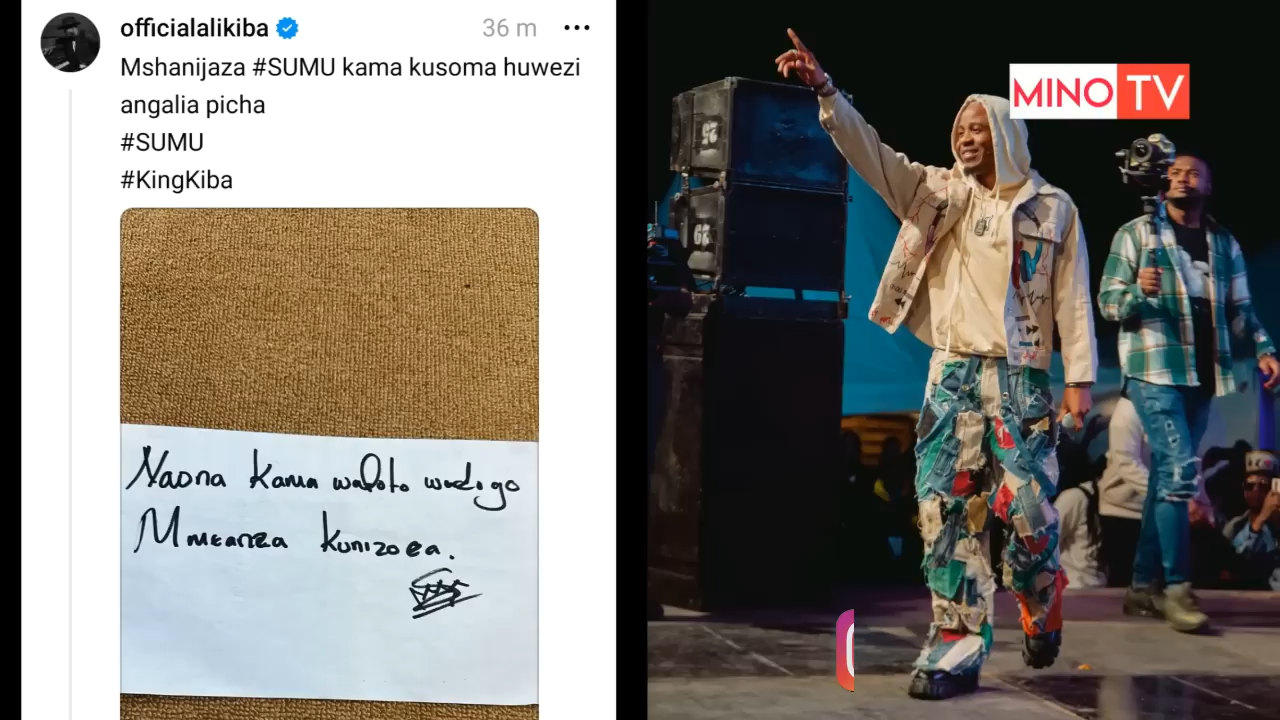 officialalikiba
36 m
Mshanijaza #SUMU kama kusoma huwezi
angalia picha
#SUMU
#KingKiba
Naona kama watoto wadogo
Mmeanza kunizoea.
MINO TV